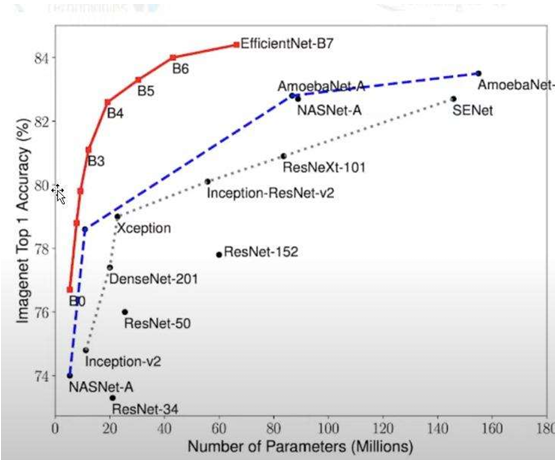 84
82
80
78
76
74
0
20
40
60
80
100
120
140
160
180
Imagenet Top 1 Accuracy (%)
Number of Parameters (Millions)
EfficientNet-B7
B6
B5
B4
B3
B0
AmoebaNet-A
AmoebaNet-
NASNet-A
SENet
ResNeXt-101
Inception-ResNet-v2
Xception
ResNet-152
DenseNet-201
ResNet-50
Inception-v2
NASNet-A
ResNet-34